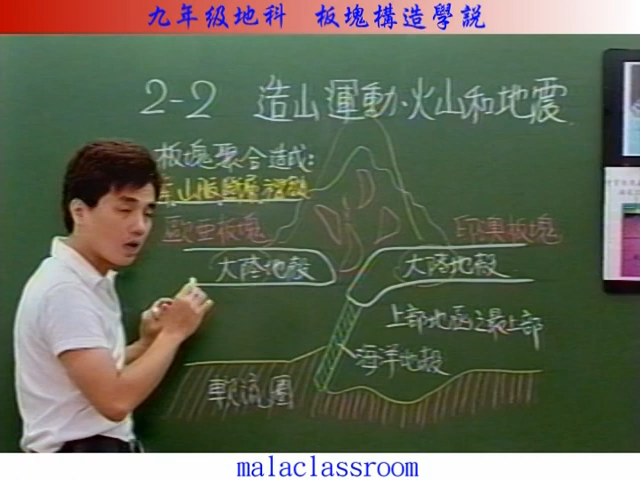 九年級地科 板塊構造學說
2-2 造山運動、火山和地震
板塊聚合造成:
歐亞板塊
印澳板塊
大陸地殼
大陸地殼
上部地函之最上部
海洋地殼
軟流圈
malaclassroom